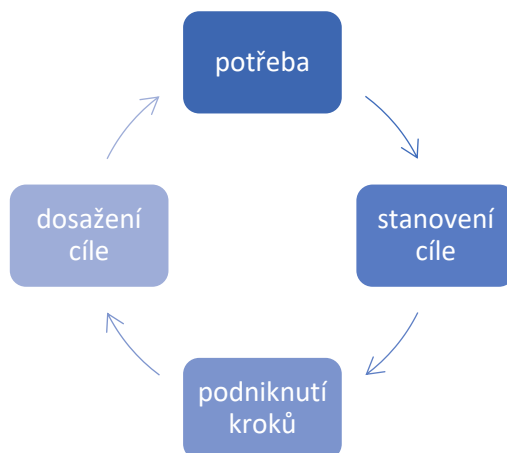 potřeba
stanovení
cíle
podniknutí
kroků
dosažení
cíle